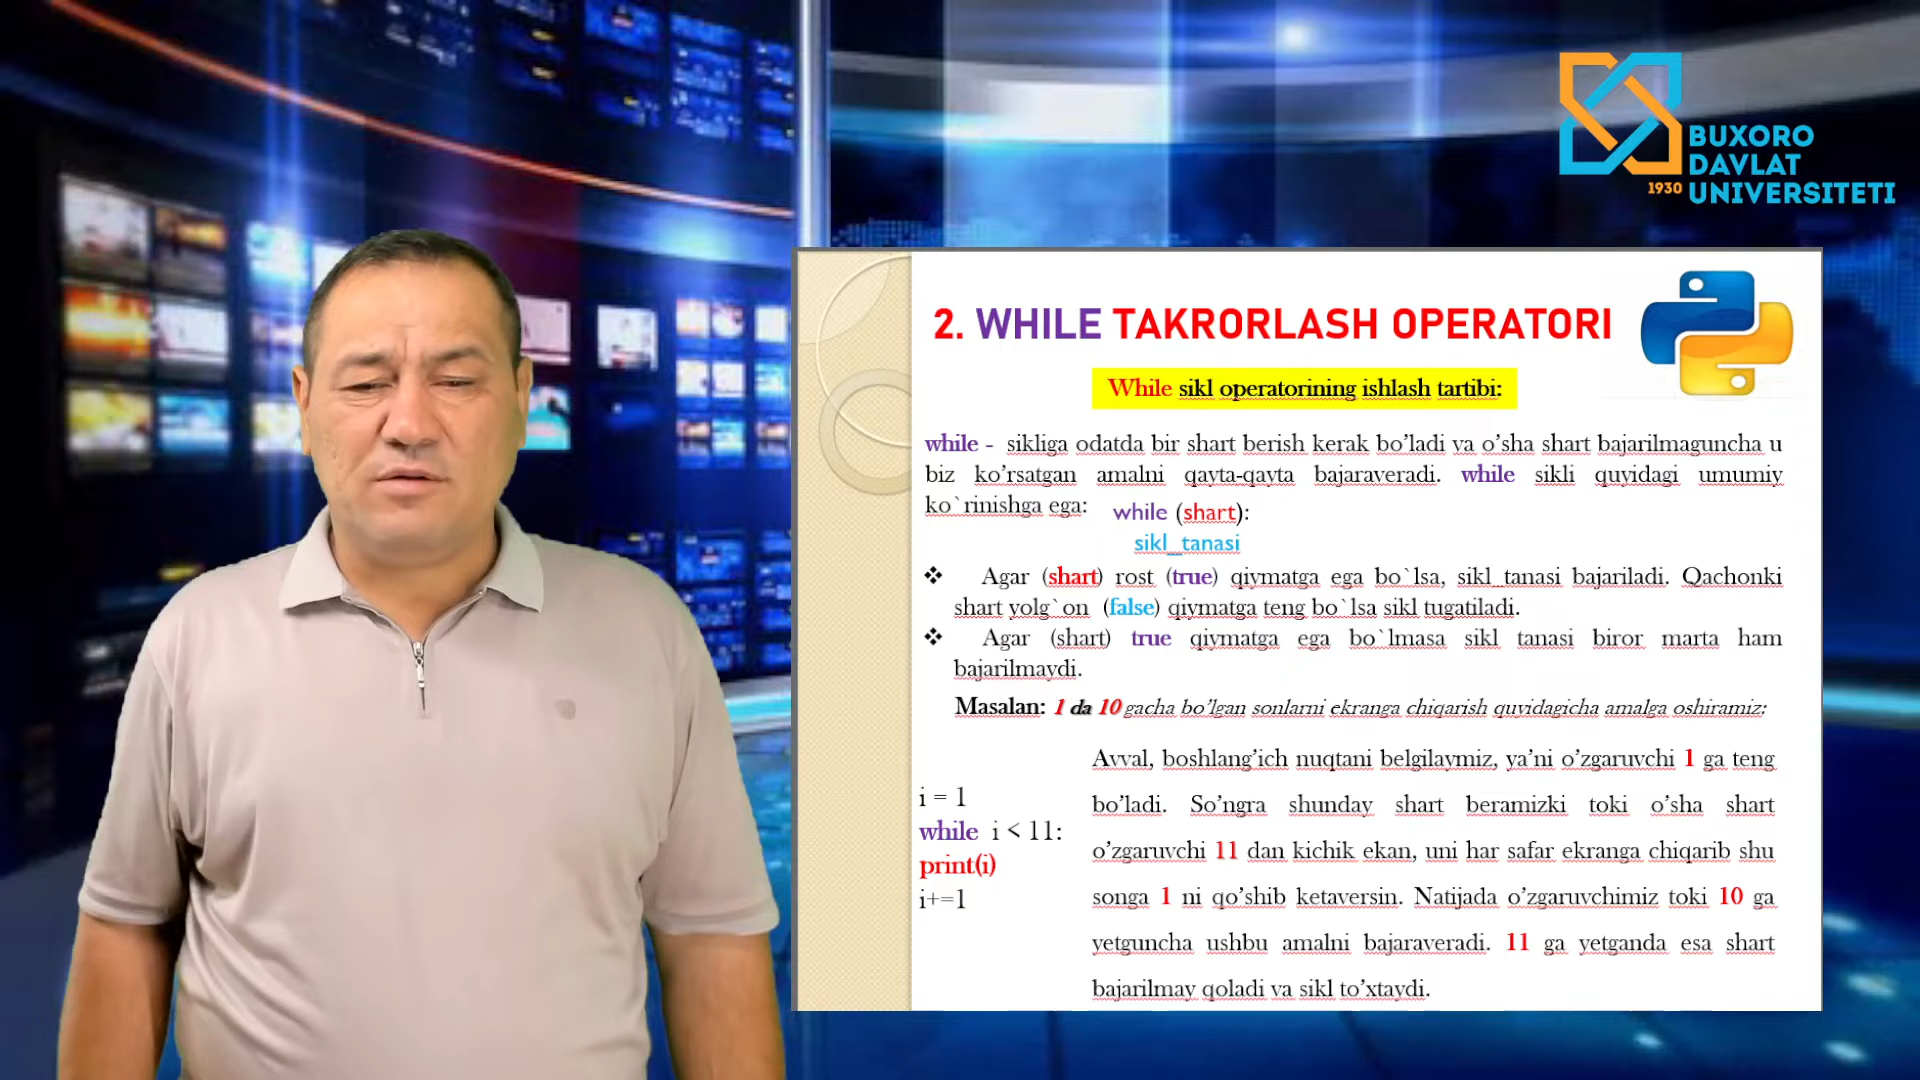 BUXORO
DAVLAT
1930 UNIVERSITETI
2. WHILE TAKRORLASH OPERATORI
While sikl operatorining ishlash tartibi:
while - sikliga odatda bir shart berish kerak bo’ladi va o’sha shart bajarilmaguncha u
biz ko’rsatgan amalni qayta-qayta bajaraveradi. while sikli quyidagi umumiy
ko`rinishga ega:
while (shart):
sikl_tanasi
❖ Agar (shart) rost (true) qiymatga ega bo`lsa, sikl_tanasi bajariladi. Qachonki
shart yolg`on (false) qiymatga teng bo`lsa sikl tugatiladi.
❖ Agar (shart) true qiymatga ega bo`lmasa sikl tanasi biror marta ham
bajarilmaydi.
Masalan: 1 da 10 gacha bo’lgan sonlarni ekranga chiqarish quyidagicha amalga oshiramiz:
i = 1
while i < 11:
print(i)
i+=1
Avval, boshlang’ich nuqtani belgilaymiz, ya’ni o’zgaruvchi 1 ga teng
bo’ladi. So’ngra shunday shart beramizki toki o’sha shart
o’zgaruvchi 11 dan kichik ekan, uni har safar ekranga chiqarib shu
songa 1 ni qo’shib ketaversin. Natijada o’zgaruvchimiz toki 10 ga
yetguncha ushbu amalni bajaraveradi. 11 ga yetganda esa shart
bajarilmay qoladi va sikl to’xtaydi.